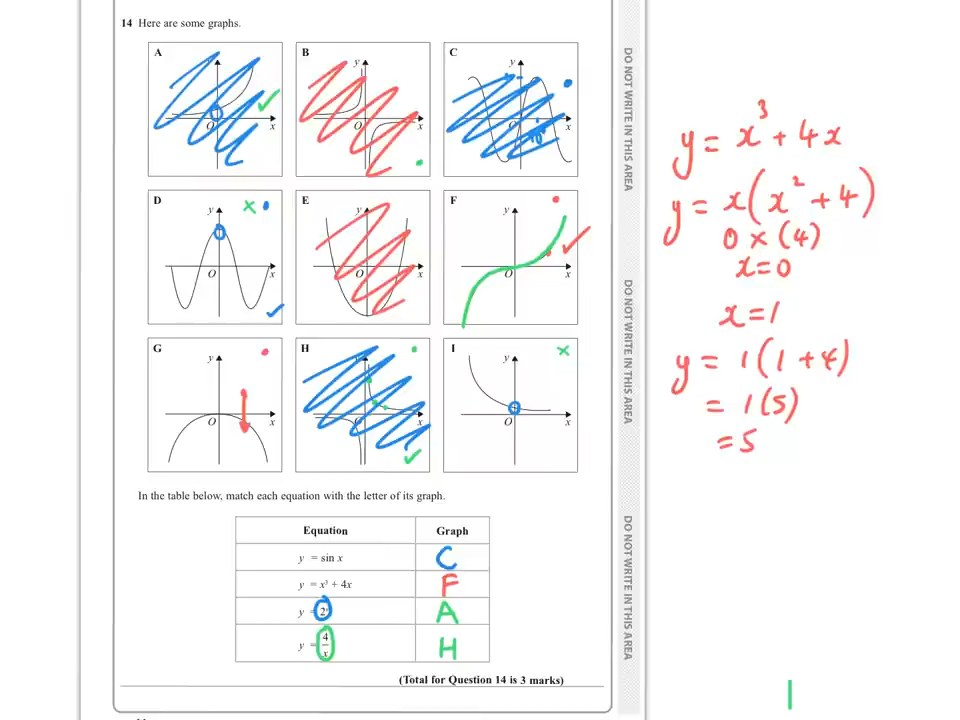 14 Here are some graphs.
A
B
C
y
y
O
x
x
x
D
E
F
y
y
y
O
x
O
x
O
x
G
H
I
y
y
y
O
x
O
x
O
x
In the table below, match each equation with the letter of its graph.
Equation Graph
y = sin x C
y = x³ + 4x F
y = 2ˣ A
y = 4/x H
(Total for Question 14 is 3 marks)
DO NOT WRITE IN THIS AREA
DO NOT WRITE IN THIS AREA
DO NOT WRITE IN THIS AREA
y = x³ + 4x
y = x(x² + 4)
0 × (4)
x = 0
x = 1
y = 1(1 + 4)
= 1(5)
= 5